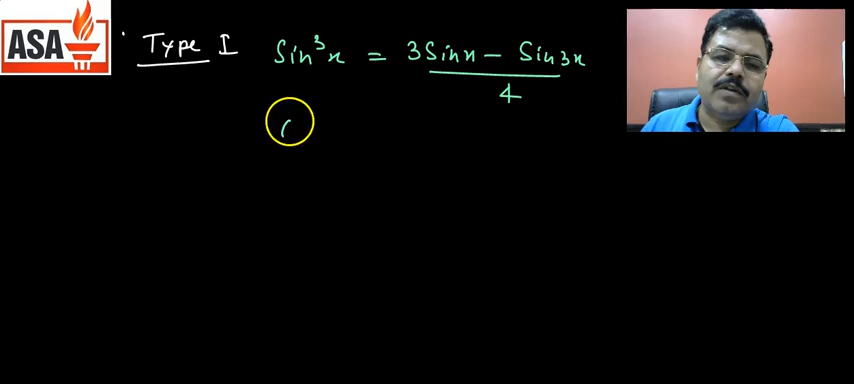 ASA
Type I Sin³x = 3Sinx − Sin3x
4
(